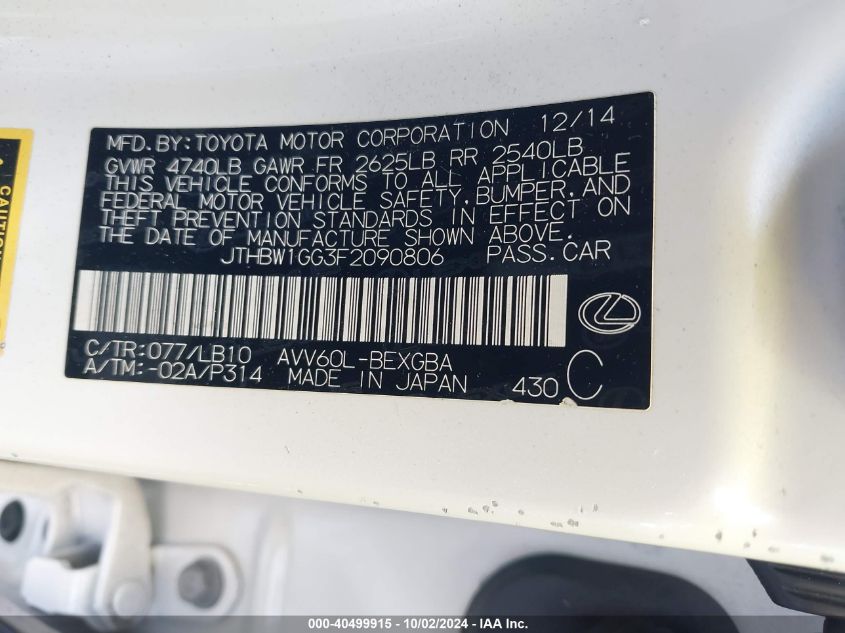 MFD.BY:TOYOTA MOTOR CORPORATION 12/14
GVWR 4740LB GAWR FR 2625LB RR 2540LB
THIS VEHICLE CONFORMS TO ALL APPLICABLE
FEDERAL MOTOR VEHICLE SAFETY,BUMPER,AND
THEFT PREVENTION STANDARDS IN EFFECT ON
THE DATE OF MANUFACTURE SHOWN ABOVE.
JTHBW1GG3F2090806 PASS.CAR
C/TR:077/LB10 AVV60L-BEXGBA
A/TM:-02A/P314 MADE IN JAPAN 430 C
CAUTION
000-40499915 - 10/02/2024 - IAA Inc.